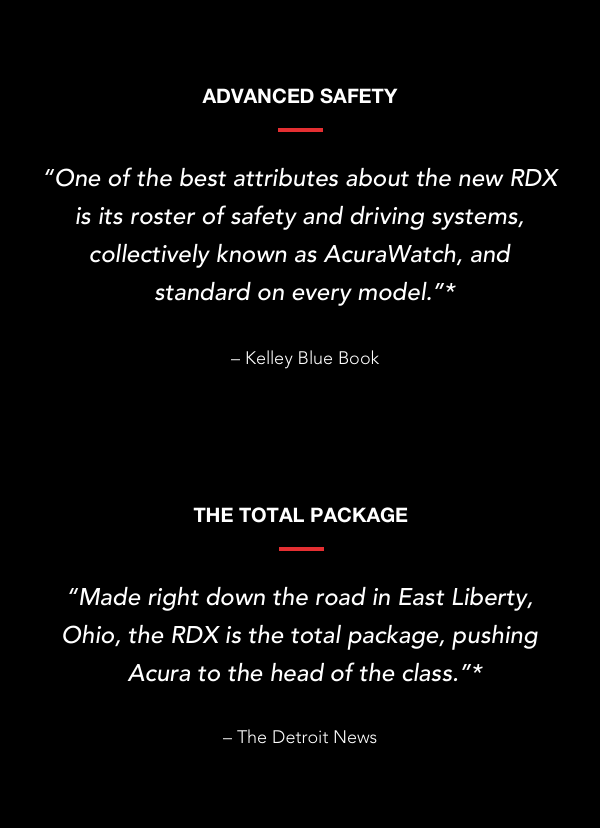 ADVANCED SAFETY
“One of the best attributes about the new RDX
is its roster of safety and driving systems,
collectively known as AcuraWatch, and
standard on every model.”*
– Kelley Blue Book
THE TOTAL PACKAGE
“Made right down the road in East Liberty,
Ohio, the RDX is the total package, pushing
Acura to the head of the class.”*
– The Detroit News